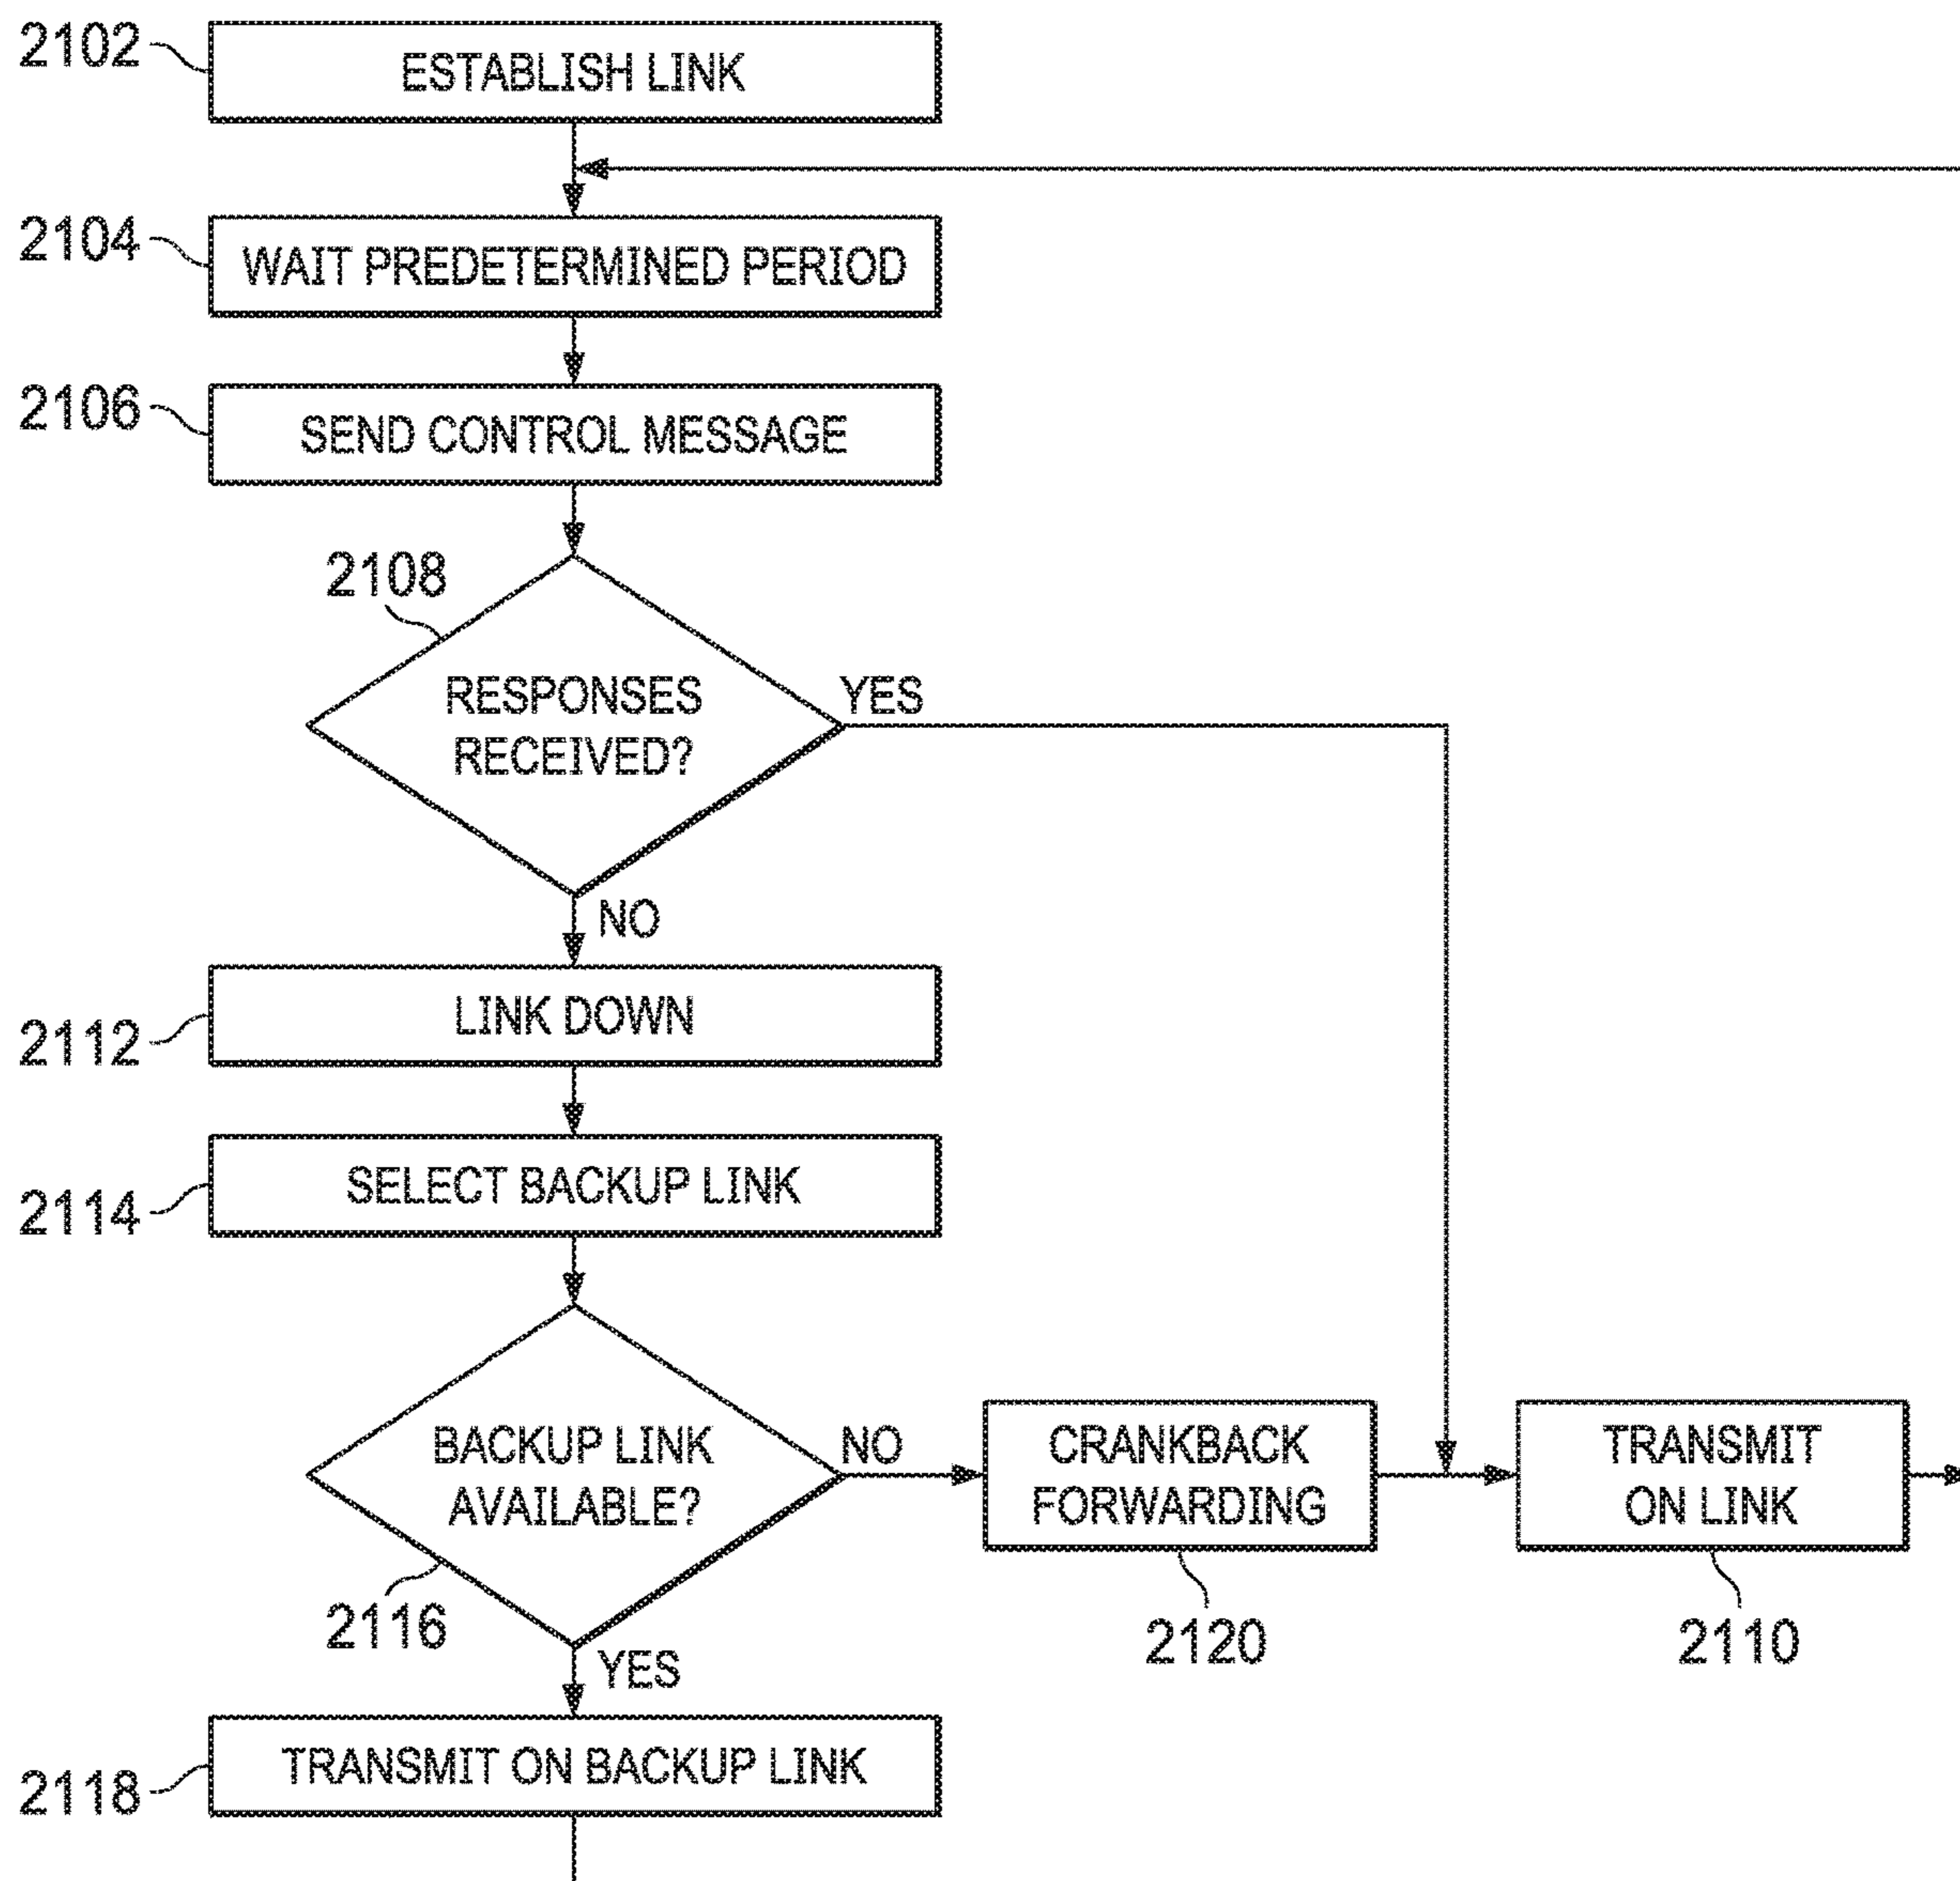 2102
ESTABLISH LINK
2104
WAIT PREDETERMINED PERIOD
2106
SEND CONTROL MESSAGE
2108
RESPONSES
RECEIVED?
YES
NO
2112
LINK DOWN
2114
SELECT BACKUP LINK
BACKUP LINK
AVAILABLE?
NO
2116
YES
CRANKBACK
FORWARDING
2120
TRANSMIT
ON LINK
2110
2118
TRANSMIT ON BACKUP LINK